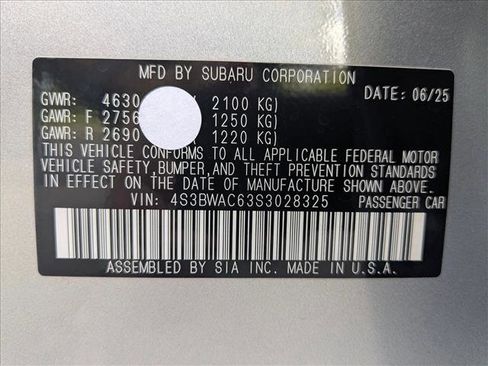 MFD BY SUBARU CORPORATION
DATE: 06/25
GWWR: 4630 2100 KG)
GAWR: F 2756 1250 KG)
GAWR: R 2690 1220 KG)
THIS VEHICLE CONFORMS TO ALL APPLICABLE FEDERAL MOTOR
VEHICLE SAFETY,BUMPER,AND THEFT PREVENTION STANDARDS
IN EFFECT ON THE DATE OF MANUFACTURE SHOWN ABOVE.
VIN: 4S3BWAC63S3028325 PASSENGER CAR
ASSEMBLED BY SIA INC. MADE IN U.S.A.